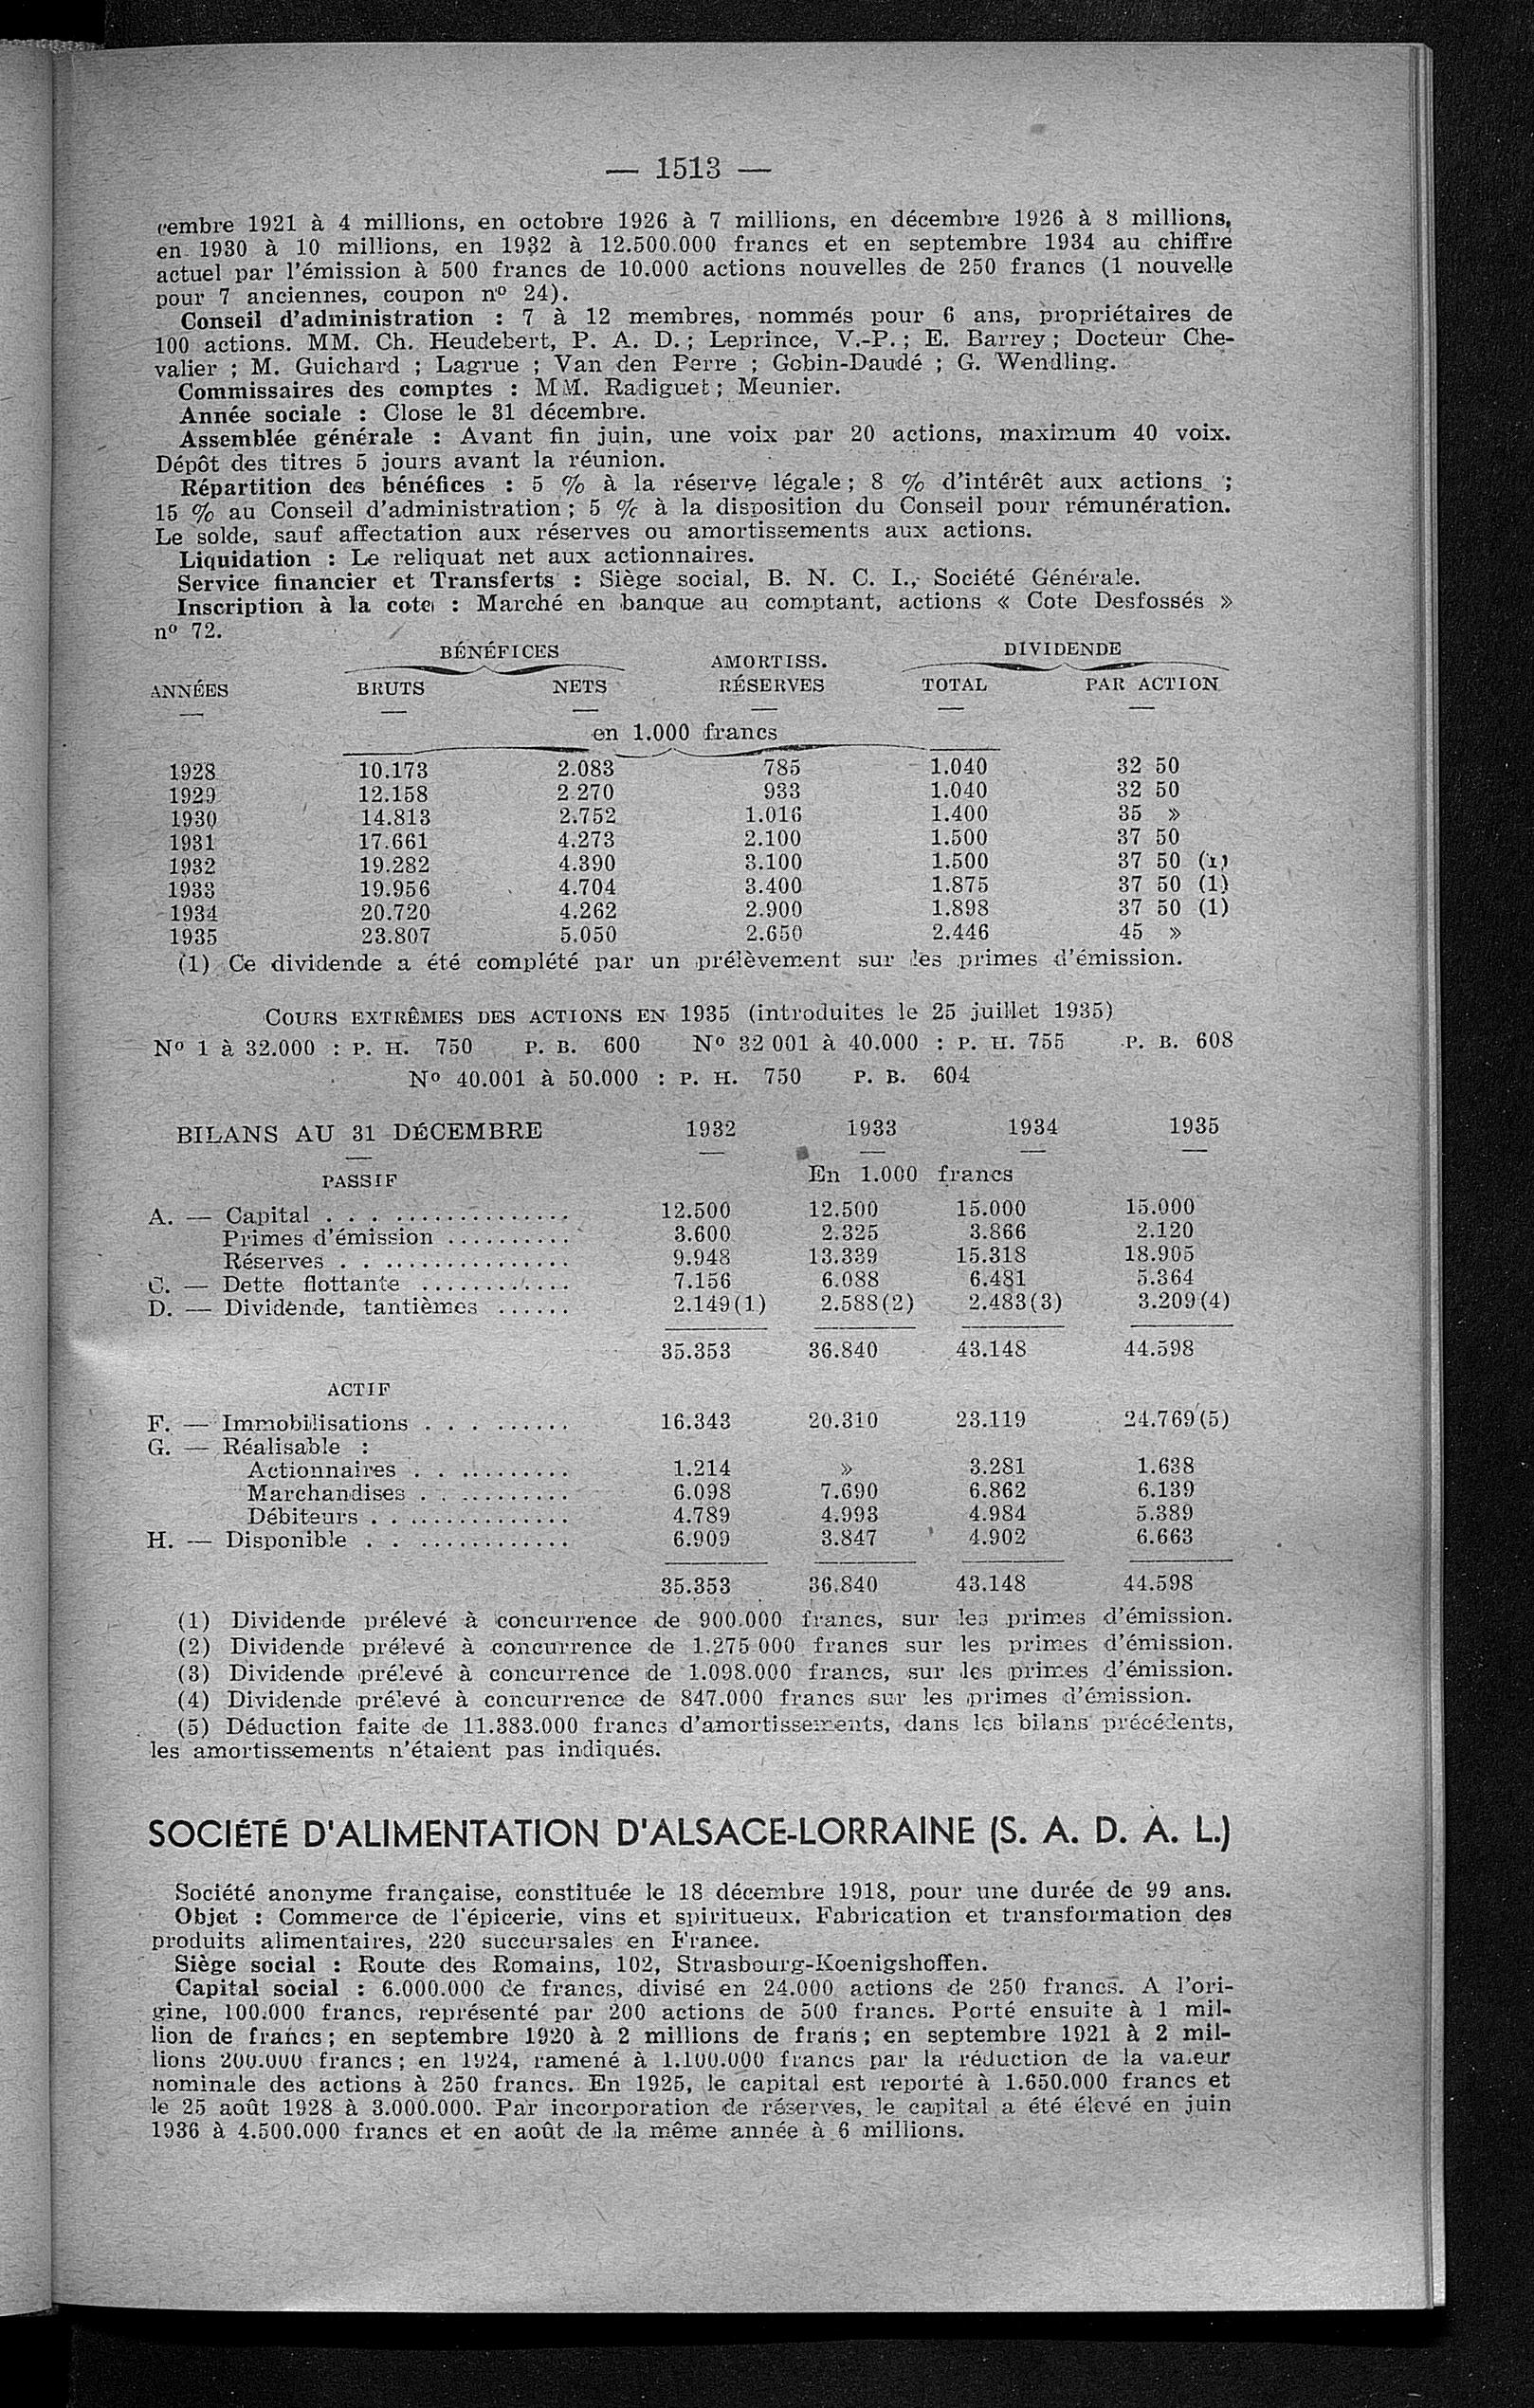 — 1513 —
cembre 1921 à 4 millions, en octobre 1926 à 7 millions, en décembre 1926 à 8 millions,
en 1930 à 10 millions, en 1932 à 12.500.000 francs et en septembre 1934 au chiffre
actuel par l'émission à 500 francs de 10.000 actions nouvelles de 250 francs (1 nouvelle
pour 7 anciennes, coupon nº 24).
Conseil d'administration : 7 à 12 membres, nommés pour 6 ans, propriétaires de
100 actions. MM. Ch. Heudebert, P. A. D. ; Leprince, V.-P. ; E. Barrey ; Docteur Che-
valier ; M. Guichard ; Lagrue ; Van den Perre ; Gobin-Daudé ; G. Wendling.
Commissaires des comptes : MM. Radiguet ; Meunier.
Année sociale : Close le 31 décembre.
Assemblée générale : Avant fin juin, une voix par 20 actions, maximum 40 voix.
Dépôt des titres 5 jours avant la réunion.
Répartition des bénéfices : 5 % à la réserve légale ; 8 % d'intérêt aux actions ;
15 % au Conseil d'administration ; 5 % à la disposition du Conseil pour rémunération.
Le solde, sauf affectation aux réserves ou amortissements aux actions.
Liquidation : Le reliquat net aux actionnaires.
Service financier et Transferts : Siège social, B. N. C. I., Société Générale.
Inscription à la cote : Marché en banque au comptant, actions « Cote Desfossés »
nº 72.
BÉNÉFICES AMORTISS. DIVIDENDE
ANNÉES BRUTS NETS RÉSERVES TOTAL PAR ACTION
en 1.000 francs
1928 10.173 2.083 785 1.040 32 50
1929 12.158 2 270 933 1.040 32 50
1930 14.813 2.752 1.016 1.400 35 »
1931 17.661 4.273 2.100 1.500 37 50
1932 19.282 4.390 3.100 1.500 37 50 (1)
1933 19.956 4.704 3.400 1.875 37 50 (1)
1934 20.720 4.262 2.900 1.898 37 50 (1)
1935 23.807 5.050 2.650 2.446 45 »
(1) Ce dividende a été complété par un prélèvement sur les primes d'émission.
COURS EXTRÊMES DES ACTIONS EN 1935 (introduites le 25 juillet 1935)
Nº 1 à 32.000 : P. H. 750 P. B. 600 Nº 32 001 à 40.000 : P. H. 755 P. B. 608
Nº 40.001 à 50.000 : P. H. 750 P. B. 604
BILANS AU 31 DÉCEMBRE 1932 1933 1934 1935
PASSIF En 1.000 francs
A. — Capital . . . . . . . . . . . . . . . . 12.500 12.500 15.000 15.000
Primes d'émission . . . . . . . . . . 3.600 2.325 3.866 2.120
Réserves . . . . . . . . . . . . . . . . 9.948 13.339 15.318 18.905
C. — Dette flottante . . . . . . . . . . . . 7.156 6.088 6.481 5.364
D. — Dividende, tantièmes . . . . . . 2.149(1) 2.588(2) 2.483(3) 3.209(4)
35.353 36.840 43.148 44.598
ACTIF
F. — Immobilisations . . . . . . . . . 16.343 20.310 23.119 24.769(5)
G. — Réalisable :
Actionnaires . . . . . . . . . . . 1.214 » 3.281 1.638
Marchandises . . . . . . . . . . . 6.098 7.690 6.862 6.139
Débiteurs . . . . . . . . . . . . . . 4.789 4.993 4.984 5.389
H. — Disponible . . . . . . . . . . . . . 6.909 3.847 4.902 6.663
35.353 36.840 43.148 44.598
(1) Dividende prélevé à concurrence de 900.000 francs, sur les primes d'émission.
(2) Dividende prélevé à concurrence de 1.275 000 francs sur les primes d'émission.
(3) Dividende prélevé à concurrence de 1.098.000 francs, sur les primes d'émission.
(4) Dividende prélevé à concurrence de 847.000 francs sur les primes d'émission.
(5) Déduction faite de 11.383.000 francs d'amortissements, dans les bilans précédents,
les amortissements n'étaient pas indiqués.
SOCIÉTÉ D'ALIMENTATION D'ALSACE-LORRAINE (S. A. D. A. L.)
Société anonyme française, constituée le 18 décembre 1918, pour une durée de 99 ans.
Objet : Commerce de l'épicerie, vins et spiritueux. Fabrication et transformation des
produits alimentaires, 220 succursales en France.
Siège social : Route des Romains, 102, Strasbourg-Koenigshoffen.
Capital social : 6.000.000 de francs, divisé en 24.000 actions de 250 francs. A l'ori-
gine, 100.000 francs, représenté par 200 actions de 500 francs. Porté ensuite à 1 mil-
lion de francs ; en septembre 1920 à 2 millions de frans ; en septembre 1921 à 2 mil-
lions 200.000 francs ; en 1924, ramené à 1.100.000 francs par la réduction de la valeur
nominale des actions à 250 francs. En 1925, le capital est reporté à 1.650.000 francs et
le 25 août 1928 à 3.000.000. Par incorporation de réserves, le capital a été élevé en juin
1936 à 4.500.000 francs et en août de la même année à 6 millions.